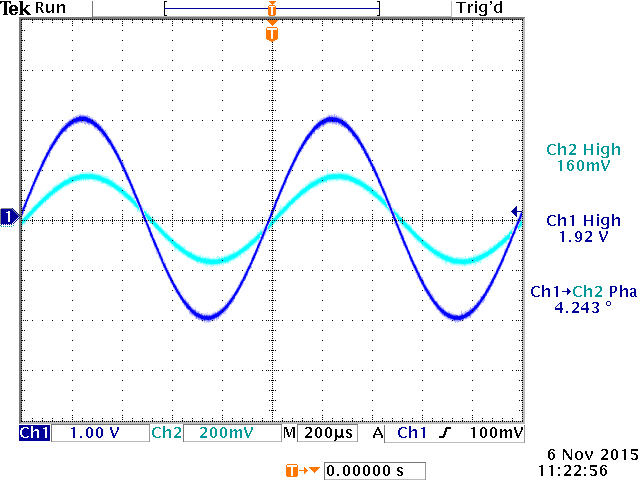 Tek Run Trig'd
T
T
Ch2 High
160mV
1
Ch1 High
1.92 V
Ch1→Ch2 Pha
4.243 °
Ch1 1.00 V Ch2 200mV M 200µs A Ch1 100mV
6 Nov 2015
T→▼ 0.00000 s 11:22:56